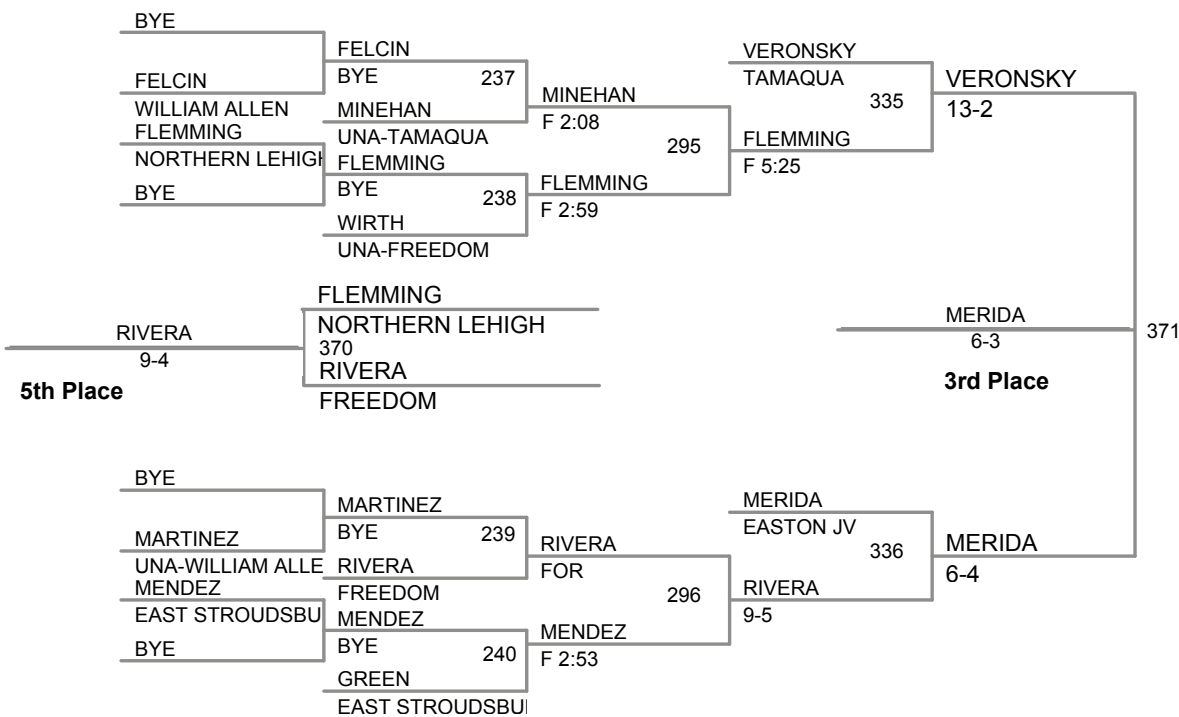 BYE
FELCIN
WILLIAM ALLEN
FLEMMING
NORTHERN LEHIGH
BYE
FELCIN
BYE
237
MINEHAN
UNA-TAMAQUA
FLEMMING
BYE
238
WIRTH
UNA-FREEDOM
MINEHAN
F 2:08
295
FLEMMING
F 2:59
VERONSKY
TAMAQUA
335
FLEMMING
F 5:25
VERONSKY
13-2
FLEMMING
NORTHERN LEHIGH
370
RIVERA
FREEDOM
RIVERA
9-4
5th Place
MERIDA
6-3
3rd Place
371
BYE
MARTINEZ
UNA-WILLIAM ALLE
MENDEZ
EAST STROUDSBU
BYE
MARTINEZ
BYE
239
RIVERA
FREEDOM
MENDEZ
BYE
240
GREEN
EAST STROUDSBU
RIVERA
FOR
296
MENDEZ
F 2:53
MERIDA
EASTON JV
336
RIVERA
9-5
MERIDA
6-4